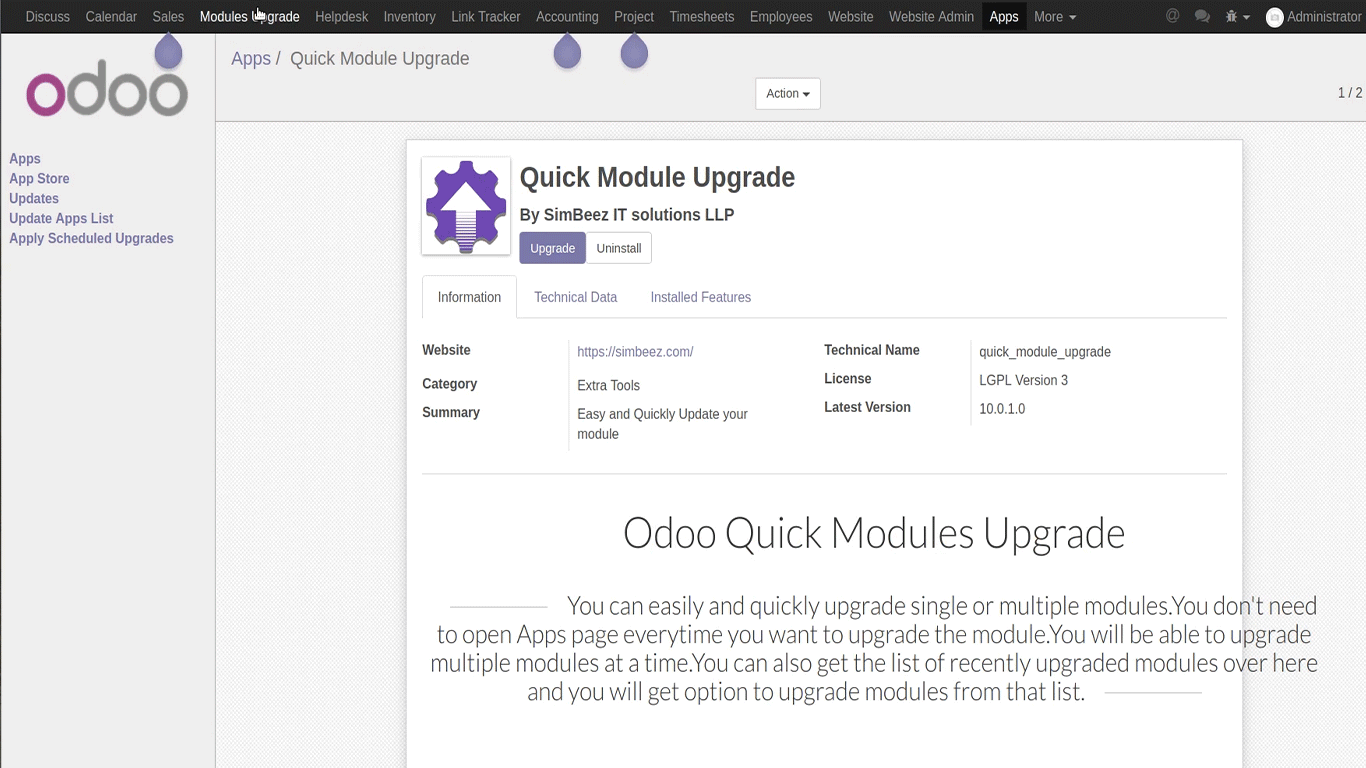 Discuss Calendar Sales Modules Upgrade Helpdesk Inventory Link Tracker Accounting Project Timesheets Employees Website Website Admin Apps More @ Administrator
odoo
Apps
App Store
Updates
Update Apps List
Apply Scheduled Upgrades
Apps / Quick Module Upgrade
Action
1 / 2
Quick Module Upgrade
By SimBeez IT solutions LLP
Upgrade Uninstall
Information Technical Data Installed Features
Website https://simbeez.com/
Category Extra Tools
Summary Easy and Quickly Update your
module
Technical Name quick_module_upgrade
License LGPL Version 3
Latest Version 10.0.1.0
Odoo Quick Modules Upgrade
You can easily and quickly upgrade single or multiple modules.You don't need
to open Apps page everytime you want to upgrade the module.You will be able to upgrade
multiple modules at a time.You can also get the list of recently upgraded modules over here
and you will get option to upgrade modules from that list.